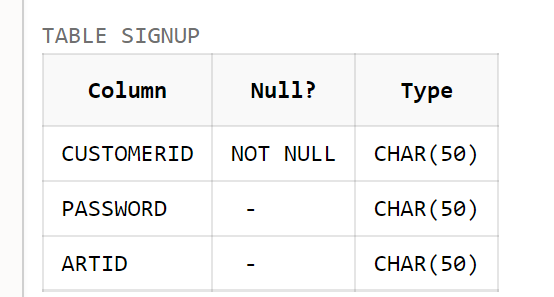 TABLE SIGNUP
Column Null? Type
CUSTOMERID NOT NULL CHAR(50)
PASSWORD - CHAR(50)
ARTID - CHAR(50)